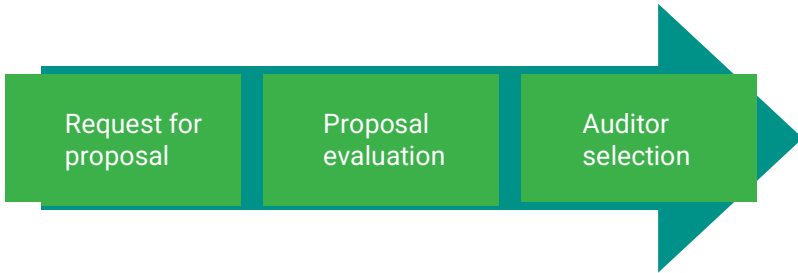 Request for
proposal
Proposal
evaluation
Auditor
selection